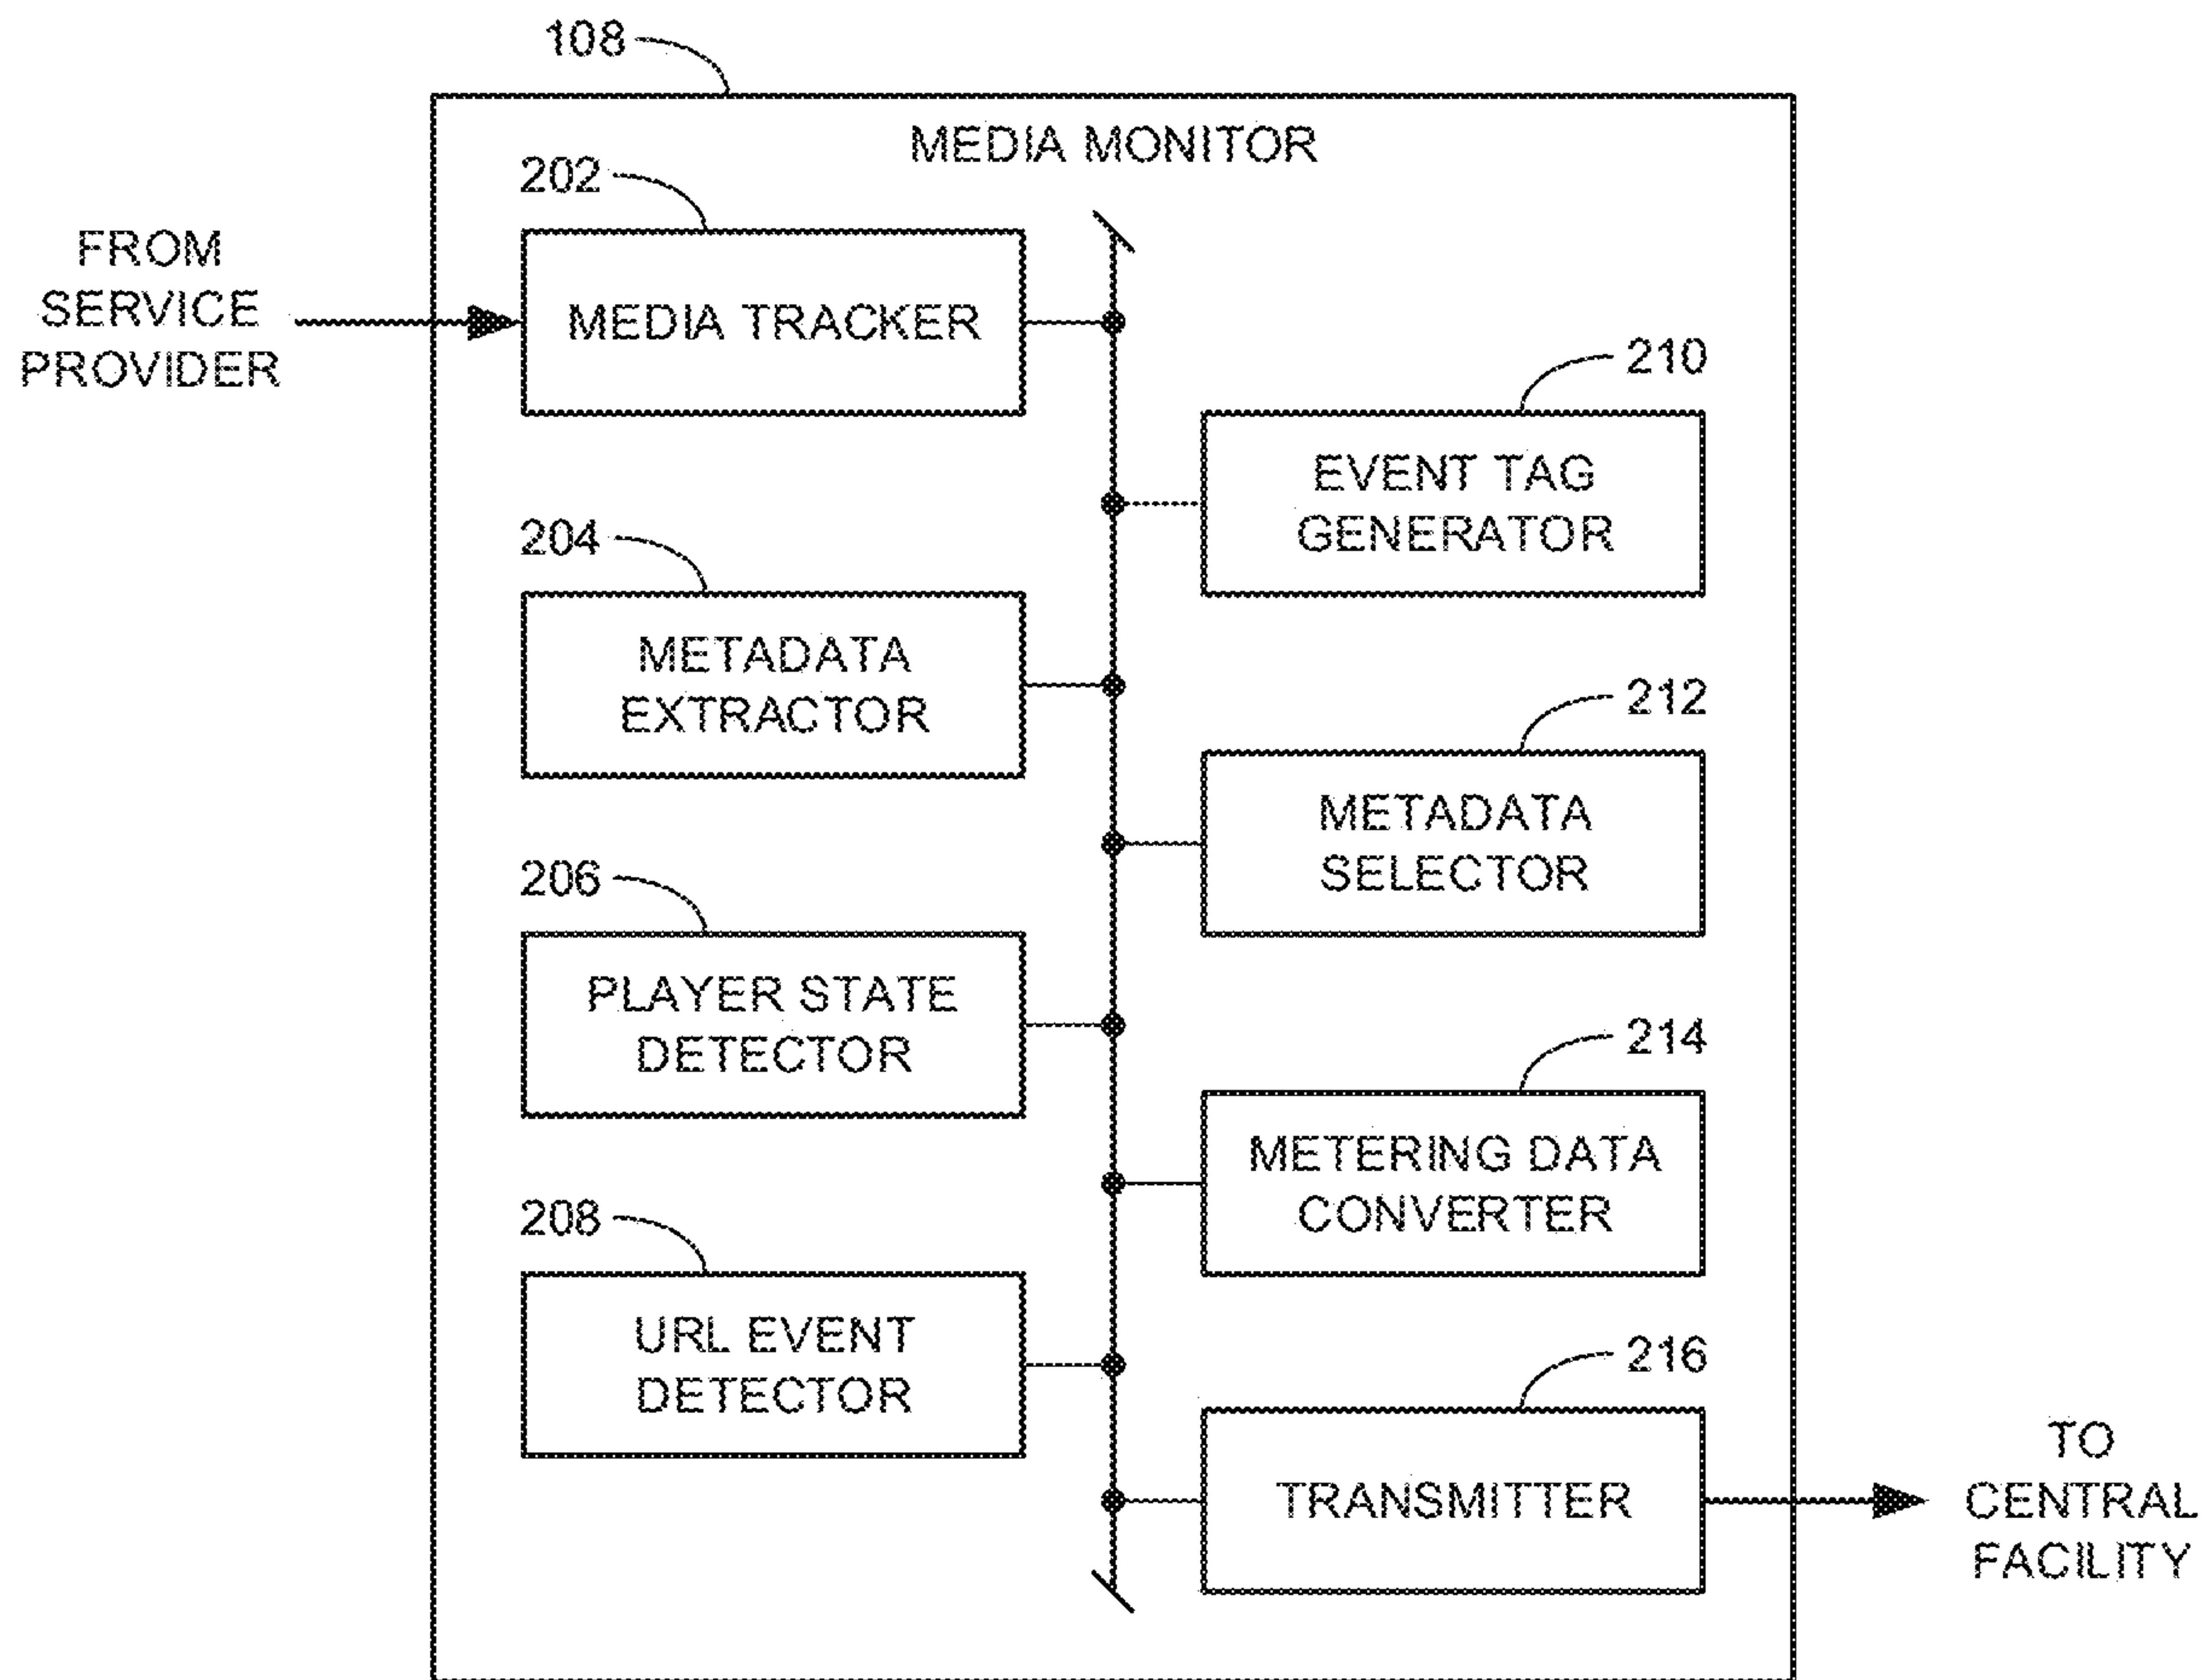 108
MEDIA MONITOR
202
FROM
SERVICE
PROVIDER
MEDIA TRACKER
210
EVENT TAG
GENERATOR
204
METADATA
EXTRACTOR
212
METADATA
SELECTOR
206
PLAYER STATE
DETECTOR
214
METERING DATA
CONVERTER
208
URL EVENT
DETECTOR
216
TRANSMITTER
TO
CENTRAL
FACILITY